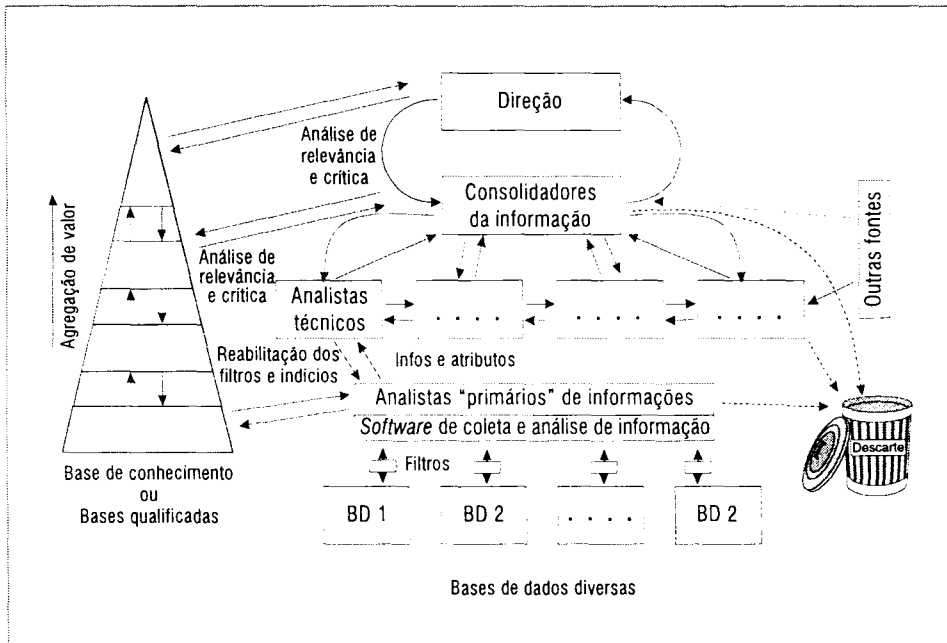 Direção
Análise de
relevância
e crítica
Consolidadores
da informação
Outras fontes
Agregação de valor
Análise de
relevância
e crítica
Analistas
técnicos
. . . .
. . . .
. . . .
Reabilitação dos
filtros e indícios
Infos e atributos
Analistas "primários" de informações
Software de coleta e análise de informação
Descarte
Filtros
Base de conhecimento
ou
Bases qualificadas
BD 1
BD 2
. . . .
BD 2
Bases de dados diversas